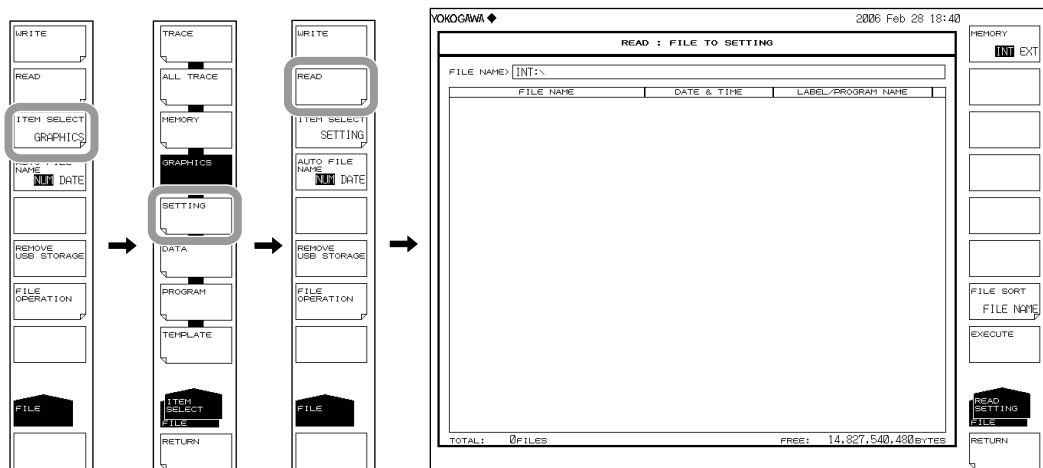 WRITE
READ
ITEM SELECT
GRAPHICS
AUTO FILE
NAME
NUM DATE
REMOVE
USB STORAGE
FILE
OPERATION
FILE
TRACE
ALL TRACE
MEMORY
GRAPHICS
SETTING
DATA
PROGRAM
TEMPLATE
ITEM
SELECT
FILE
RETURN
WRITE
READ
ITEM SELECT
SETTING
AUTO FILE
NAME
NUM DATE
REMOVE
USB STORAGE
FILE
OPERATION
FILE
YOKOGAWA ◆ 2006 Feb 28 18:40
READ : FILE TO SETTING
FILE NAME> INT:\
FILE NAME DATE & TIME LABEL/PROGRAM NAME
TOTAL: 0FILES FREE: 14,827,540,480BYTES
MEMORY
INT EXT
FILE SORT
FILE NAME
EXECUTE
READ
SETTING
FILE
RETURN